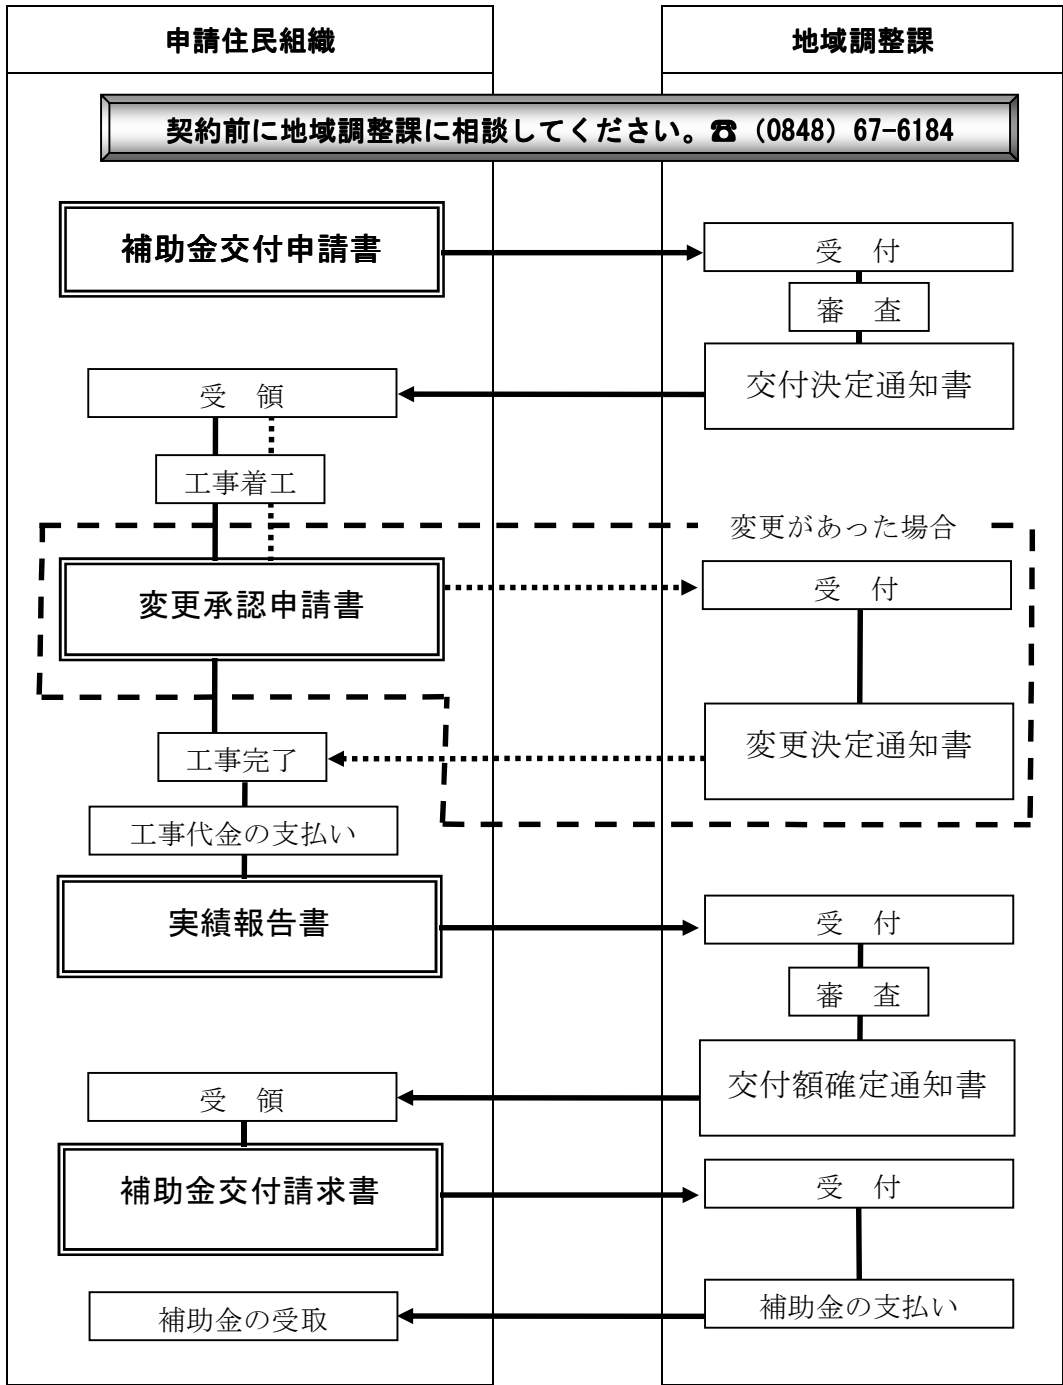 申請住民組織
地域調整課
契約前に地域調整課に相談してください。☎（0848）67-6184
補助金交付申請書
受　付
審　査
交付決定通知書
受　領
工事着工
変更があった場合
変更承認申請書
受　付
変更決定通知書
工事完了
工事代金の支払い
実績報告書
受　付
審　査
交付額確定通知書
受　領
補助金交付請求書
受　付
補助金の支払い
補助金の受取